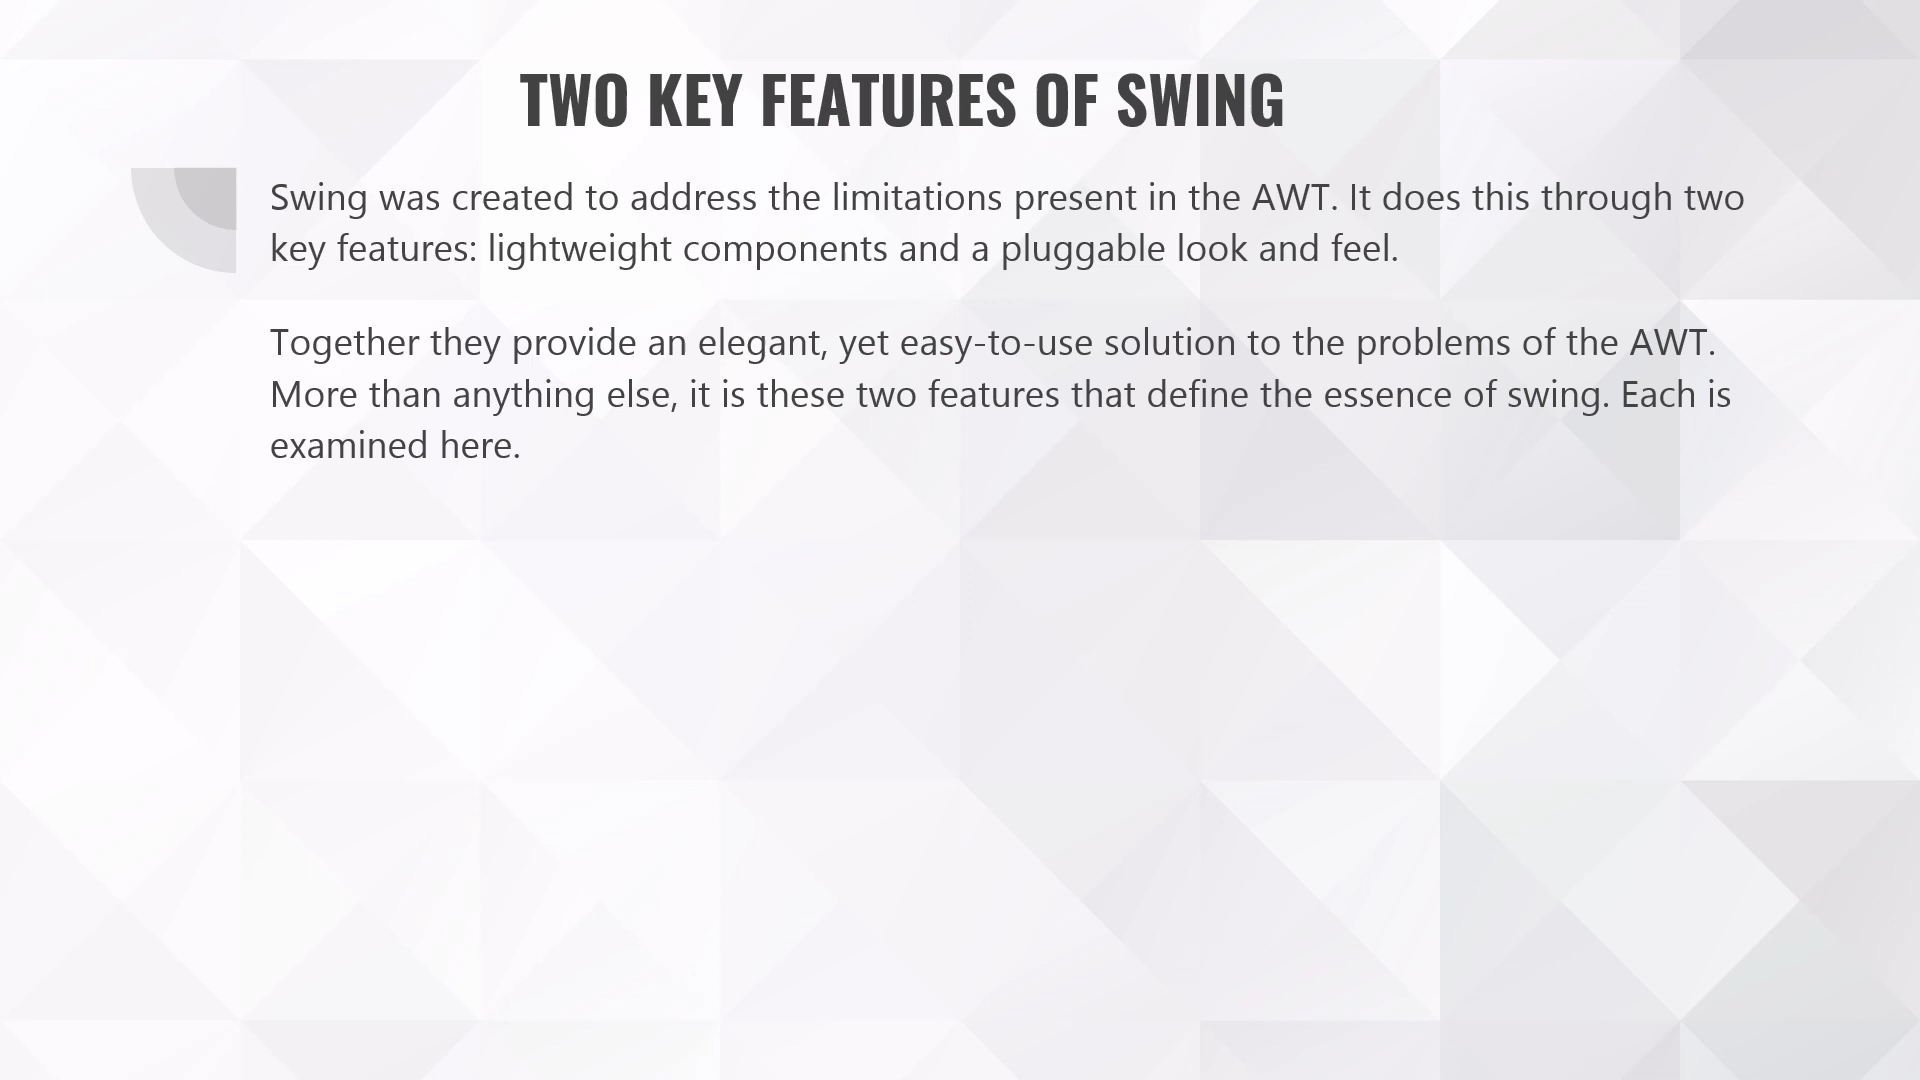 TWO KEY FEATURES OF SWING
Swing was created to address the limitations present in the AWT. It does this through two
key features: lightweight components and a pluggable look and feel.
Together they provide an elegant, yet easy-to-use solution to the problems of the AWT.
More than anything else, it is these two features that define the essence of swing. Each is
examined here.